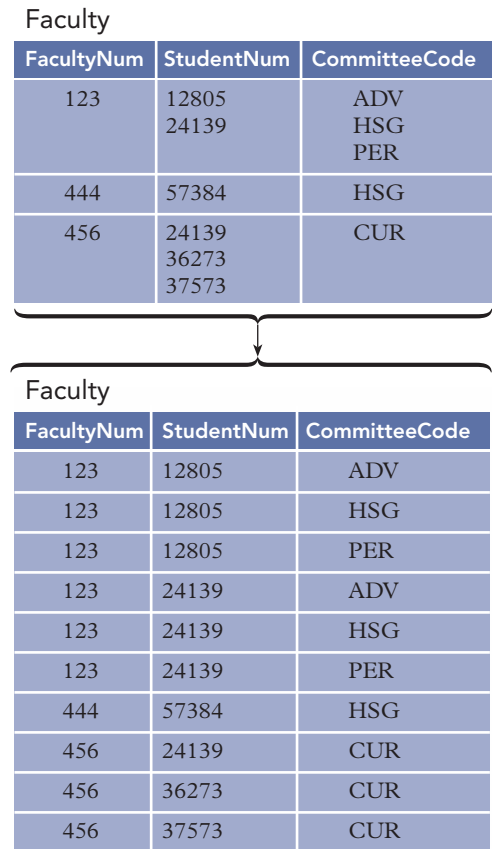 Faculty
FacultyNum StudentNum CommitteeCode
123 12805 ADV
24139 HSG
PER
444 57384 HSG
456 24139 CUR
36273
37573
Faculty
FacultyNum StudentNum CommitteeCode
123 12805 ADV
123 12805 HSG
123 12805 PER
123 24139 ADV
123 24139 HSG
123 24139 PER
444 57384 HSG
456 24139 CUR
456 36273 CUR
456 37573 CUR